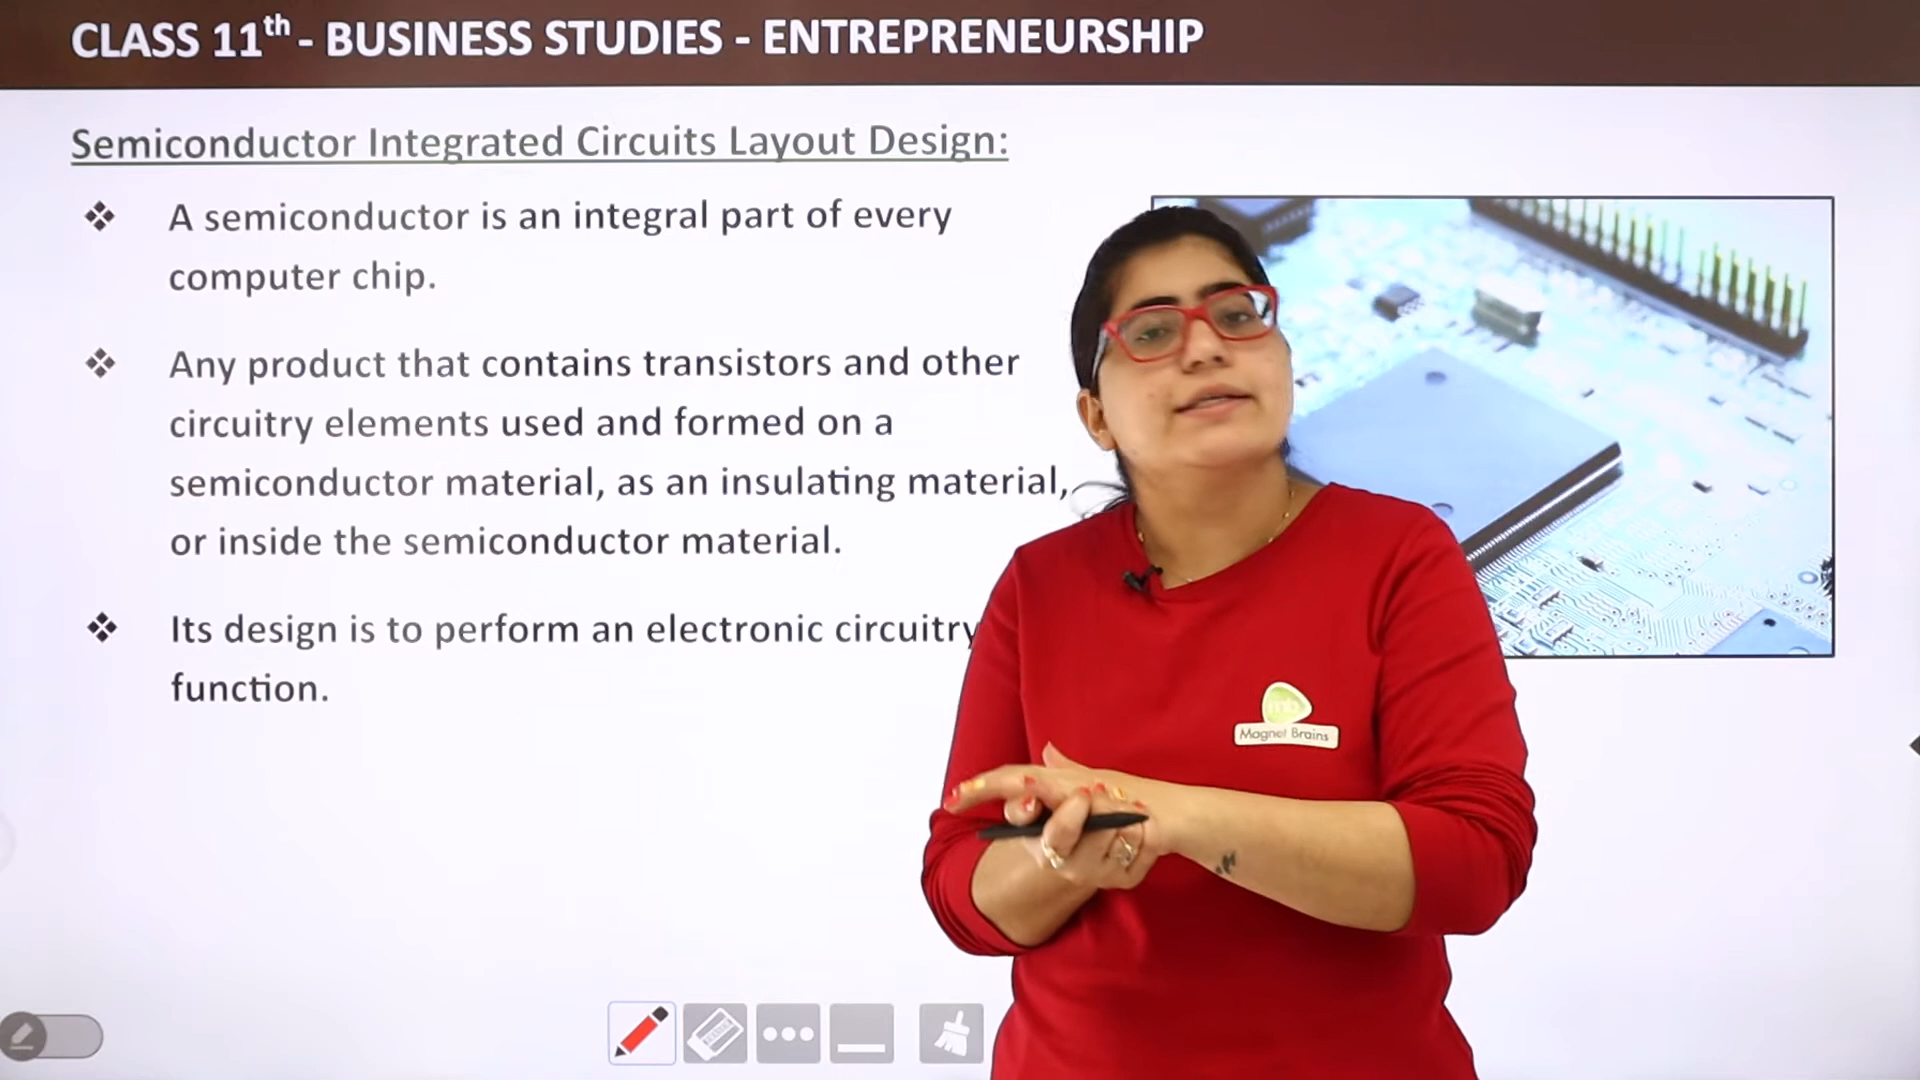 CLASS 11th - BUSINESS STUDIES - ENTREPRENEURSHIP
Semiconductor Integrated Circuits Layout Design:
❖ A semiconductor is an integral part of every
computer chip.
❖ Any product that contains transistors and other
circuitry elements used and formed on a
semiconductor material, as an insulating material,
or inside the semiconductor material.
❖ Its design is to perform an electronic circuitry
function.
mb
Magnet Brains